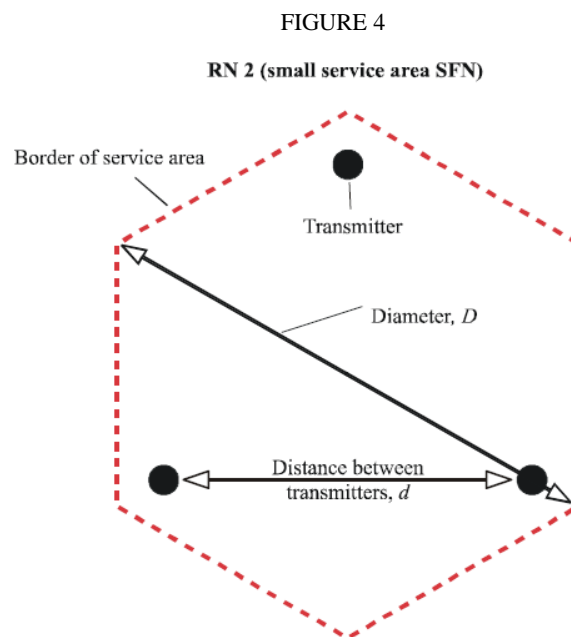 FIGURE 4
RN 2 (small service area SFN)
Border of service area
Transmitter
Diameter, D
Distance between
transmitters, d